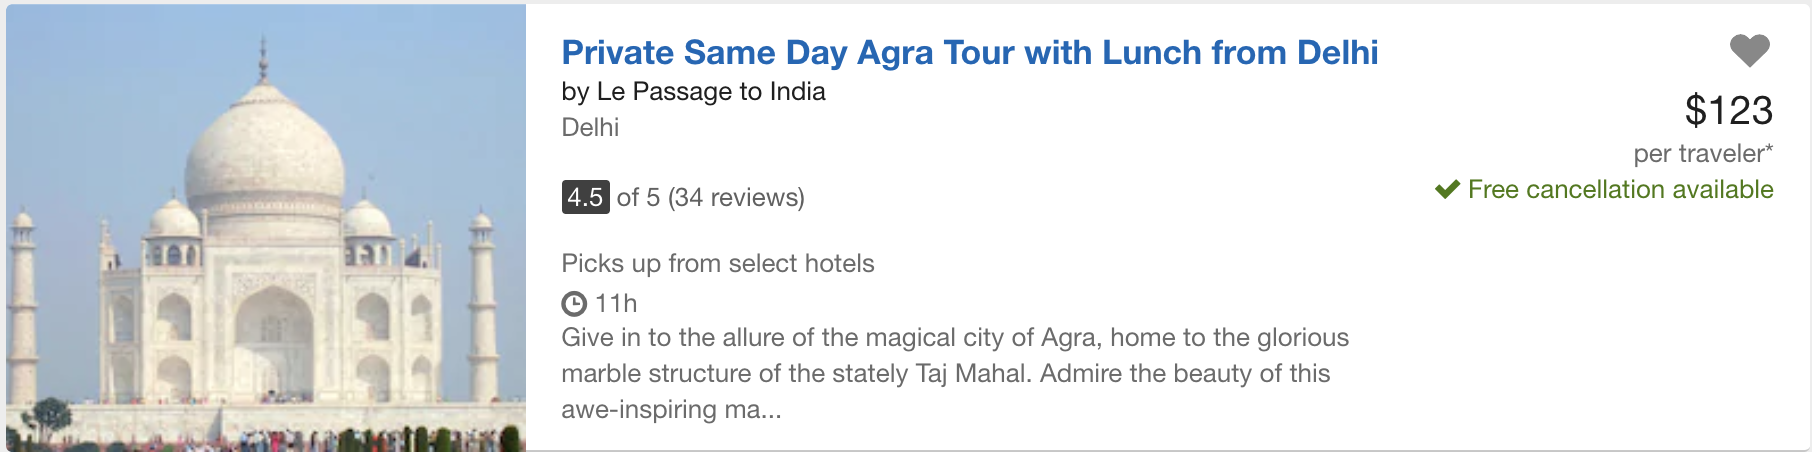 Private Same Day Agra Tour with Lunch from Delhi
by Le Passage to India
Delhi
4.5 of 5 (34 reviews)
Picks up from select hotels
11h
Give in to the allure of the magical city of Agra, home to the glorious
marble structure of the stately Taj Mahal. Admire the beauty of this
awe-inspiring ma...
$123
per traveler*
Free cancellation available